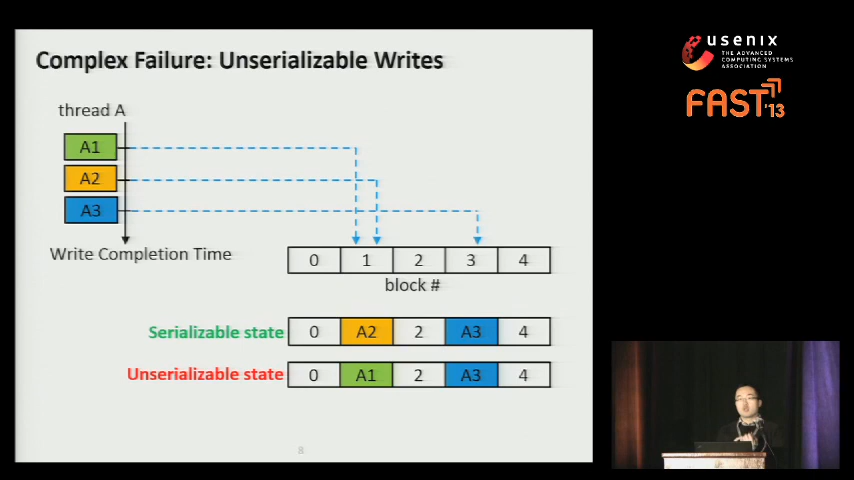 Complex Failure: Unserializable Writes
thread A
A1
A2
A3
Write Completion Time
0 1 2 3 4
block #
Serializable state 0 A2 2 A3 4
Unserializable state 0 A1 2 A3 4
8
usenix
THE ADVANCED
COMPUTING SYSTEMS
ASSOCIATION
FAST '13